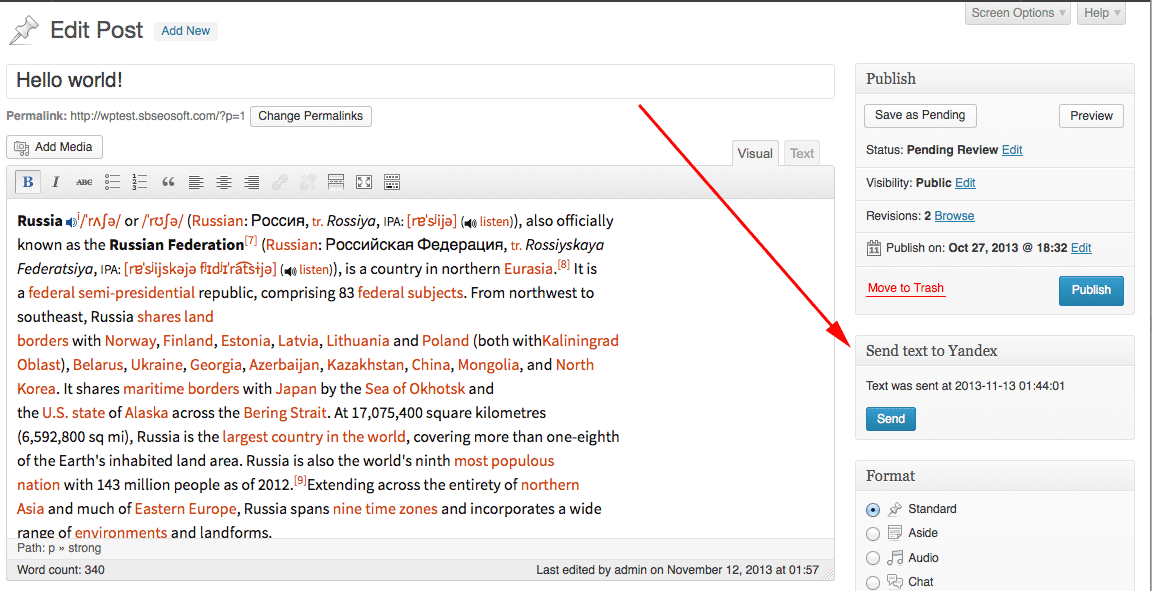 Screen Options Help
Edit Post Add New
Hello world!
Permalink: http://wptest.sbseosoft.com/?p=1 Change Permalinks
Add Media
Visual Text
B I ABC
Russia i/ˈrʌʃə/ or /ˈrʊʃə/ (Russian: Россия, tr. Rossiya, IPA: [rɐˈsʲijə] (listen)), also officially
known as the Russian Federation[7] (Russian: Российская Федерация, tr. Rossiyskaya
Federatsiya, IPA: [rɐˈsʲijskəjə fʲɪdʲɪˈrat͡sɨjə] (listen)), is a country in northern Eurasia.[8] It is
a federal semi-presidential republic, comprising 83 federal subjects. From northwest to
southeast, Russia shares land
borders with Norway, Finland, Estonia, Latvia, Lithuania and Poland (both withKaliningrad
Oblast), Belarus, Ukraine, Georgia, Azerbaijan, Kazakhstan, China, Mongolia, and North
Korea. It shares maritime borders with Japan by the Sea of Okhotsk and
the U.S. state of Alaska across the Bering Strait. At 17,075,400 square kilometres
(6,592,800 sq mi), Russia is the largest country in the world, covering more than one-eighth
of the Earth's inhabited land area. Russia is also the world's ninth most populous
nation with 143 million people as of 2012.[9]Extending across the entirety of northern
Asia and much of Eastern Europe, Russia spans nine time zones and incorporates a wide
range of environments and landforms.
Path: p » strong
Word count: 340 Last edited by admin on November 12, 2013 at 01:57
Publish
Save as Pending Preview
Status: Pending Review Edit
Visibility: Public Edit
Revisions: 2 Browse
11 Publish on: Oct 27, 2013 @ 18:32 Edit
Move to Trash Publish
Send text to Yandex
Text was sent at 2013-11-13 01:44:01
Send
Format
Standard
Aside
Audio
Chat